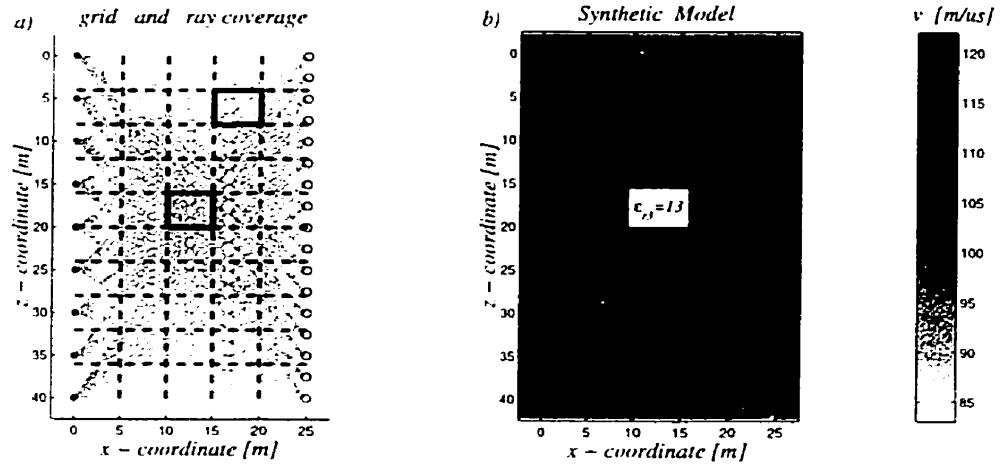 a) grid and ray coverage
0
5
10
15
20
25
30
35
40
z - coordinate [m]
0 5 10 15 20 25
x - coordinate [m]
b) Synthetic Model
0
5
10
15
20
25
30
35
40
z - coordinate [m]
εr3=13
0 5 10 15 20 25
x - coordinate [m]
v [m/us]
120
115
110
105
100
95
90
85